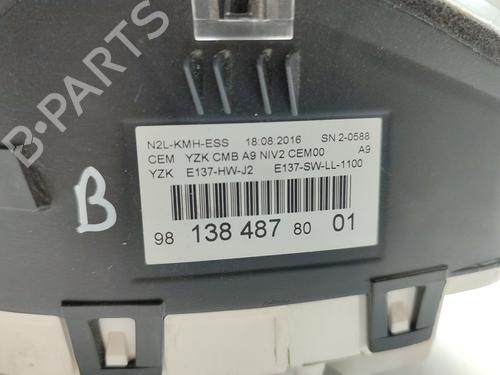 N2L-KMH-ESS 18:08:2016 SN 2-0588
CEM YZK CMB A9 NIV2 CEM00 A9
YZK E137-HW-J2 E137-SW-LL-1100
98 138 487 80 01
B
B-PARTS